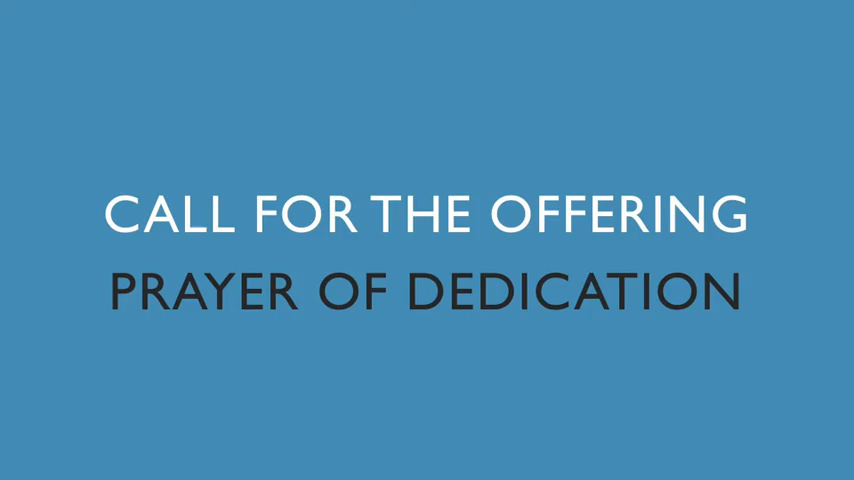 CALL FOR THE OFFERING
PRAYER OF DEDICATION